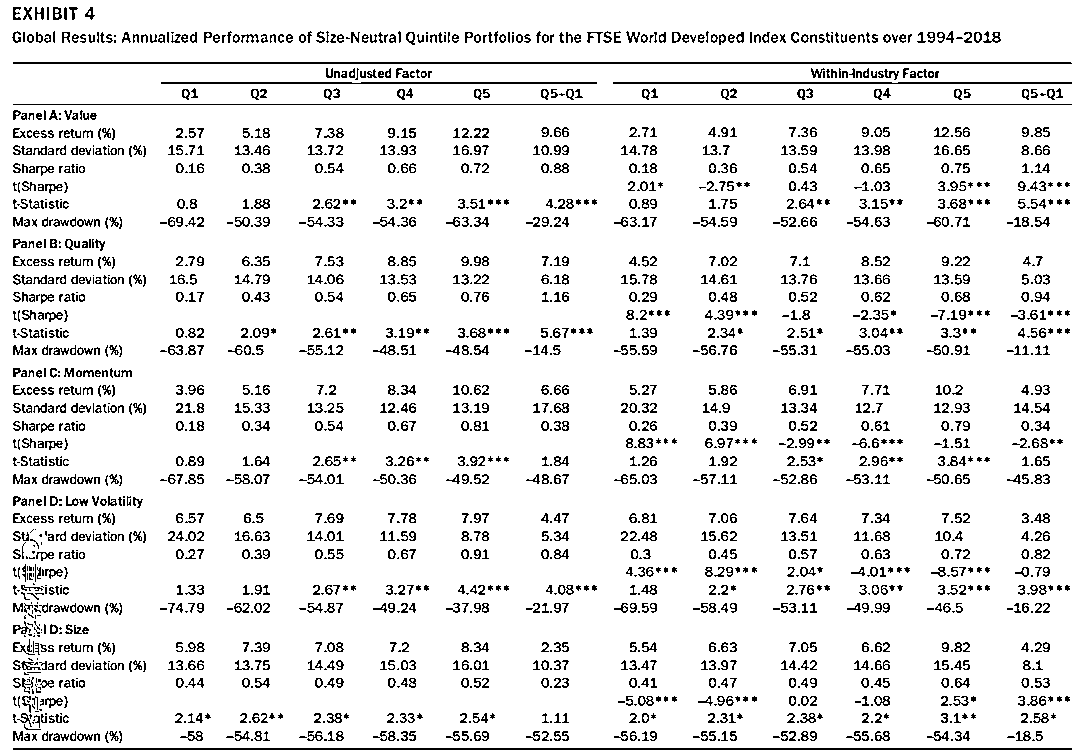 EXHIBIT 4
Global Results: Annualized Performance of Size-Neutral Quintile Portfolios for the FTSE World Developed Index Constituents over 1994–2018
Unadjusted Factor Within-Industry Factor
Q1 Q2 Q3 Q4 Q5 Q5–Q1 Q1 Q2 Q3 Q4 Q5 Q5–Q1
Panel A: Value
Excess return (%) 2.57 5.18 7.38 9.15 12.22 9.66 2.71 4.91 7.36 9.05 12.56 9.85
Standard deviation (%) 15.71 13.46 13.72 13.93 16.97 10.99 14.78 13.7 13.59 13.98 16.65 8.66
Sharpe ratio 0.16 0.38 0.54 0.66 0.72 0.88 0.18 0.36 0.54 0.65 0.75 1.14
t(Sharpe) 2.01* –2.75** 0.43 –1.03 3.95*** 9.43***
t-Statistic 0.8 1.88 2.62** 3.2** 3.51*** 4.28*** 0.89 1.75 2.64** 3.15** 3.68*** 5.54***
Max drawdown (%) –69.42 –50.39 –54.33 –54.36 –63.34 –29.24 –63.17 –54.59 –52.66 –54.63 –60.71 –18.54
Panel B: Quality
Excess return (%) 2.79 6.35 7.53 8.85 9.98 7.19 4.52 7.02 7.1 8.52 9.22 4.7
Standard deviation (%) 16.5 14.79 14.06 13.53 13.22 6.18 15.78 14.61 13.76 13.66 13.59 5.03
Sharpe ratio 0.17 0.43 0.54 0.65 0.76 1.16 0.29 0.48 0.52 0.62 0.68 0.94
t(Sharpe) 8.2*** 4.39*** –1.8 –2.35* –7.19*** –3.61***
t-Statistic 0.82 2.09* 2.61** 3.19** 3.68*** 5.67*** 1.39 2.34* 2.51* 3.04** 3.3** 4.56***
Max drawdown (%) –63.87 –60.5 –55.12 –48.51 –48.54 –14.5 –55.59 –56.76 –55.31 –55.03 –50.91 –11.11
Panel C: Momentum
Excess return (%) 3.96 5.16 7.2 8.34 10.62 6.66 5.27 5.86 6.91 7.71 10.2 4.93
Standard deviation (%) 21.8 15.33 13.25 12.46 13.19 17.68 20.32 14.9 13.34 12.7 12.93 14.54
Sharpe ratio 0.18 0.34 0.54 0.67 0.81 0.38 0.26 0.39 0.52 0.61 0.79 0.34
t(Sharpe) 8.83*** 6.97*** –2.99** –6.6*** –1.51 –2.68**
t-Statistic 0.89 1.64 2.65** 3.26** 3.92*** 1.84 1.26 1.92 2.53* 2.96** 3.84*** 1.65
Max drawdown (%) –67.85 –58.07 –54.01 –50.36 –49.52 –48.67 –65.03 –57.11 –52.86 –53.11 –50.65 –45.83
Panel D: Low Volatility
Excess return (%) 6.57 6.5 7.69 7.78 7.97 4.47 6.81 7.06 7.64 7.34 7.52 3.48
Standard deviation (%) 24.02 16.63 14.01 11.59 8.78 5.34 22.48 15.62 13.51 11.68 10.4 4.26
Sharpe ratio 0.27 0.39 0.55 0.67 0.91 0.84 0.3 0.45 0.57 0.63 0.72 0.82
t(Sharpe) 4.36*** 8.29*** 2.04* –4.01*** –8.57*** –0.79
t-Statistic 1.33 1.91 2.67** 3.27** 4.42*** 4.08*** 1.48 2.2* 2.76** 3.06** 3.52*** 3.98***
Max drawdown (%) –74.79 –62.02 –54.87 –49.24 –37.98 –21.97 –69.59 –58.49 –53.11 –49.99 –46.5 –16.22
Panel D: Size
Excess return (%) 5.98 7.39 7.08 7.2 8.34 2.35 5.54 6.63 7.05 6.62 9.82 4.29
Standard deviation (%) 13.66 13.75 14.49 15.03 16.01 10.37 13.47 13.97 14.42 14.66 15.45 8.1
Sharpe ratio 0.44 0.54 0.49 0.48 0.52 0.23 0.41 0.47 0.49 0.45 0.64 0.53
t(Sharpe) –5.08*** –4.96*** 0.02 –1.08 2.53* 3.86***
t-Statistic 2.14* 2.62** 2.38* 2.33* 2.54* 1.11 2.0* 2.31* 2.38* 2.2* 3.1** 2.58*
Max drawdown (%) –58 –54.81 –56.18 –58.35 –55.69 –52.55 –56.19 –55.15 –52.89 –55.68 –54.34 –18.5